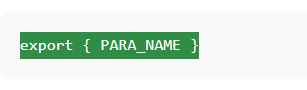 export { PARA_NAME }